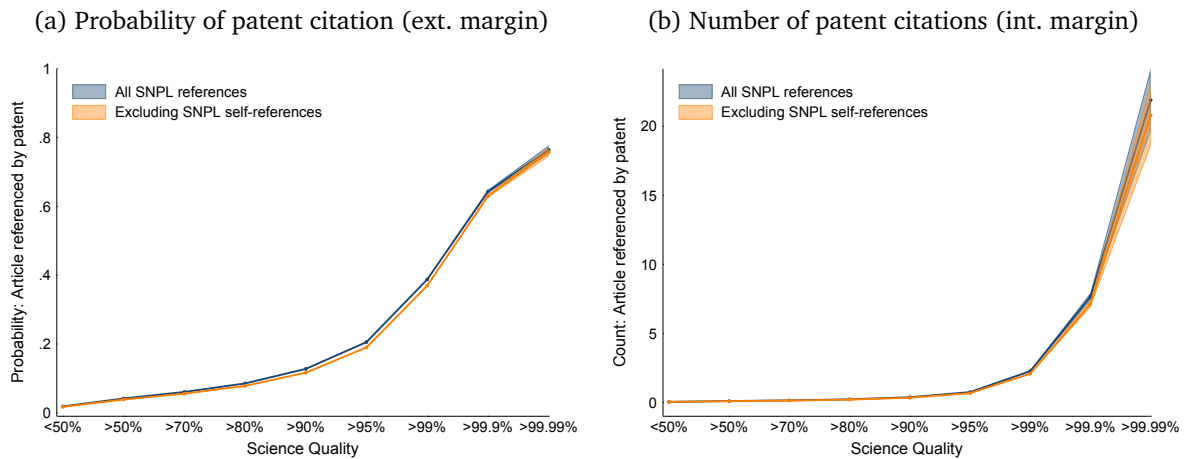 (a) Probability of patent citation (ext. margin)
1
.8
.6
.4
.2
0
Probability: Article referenced by patent
All SNPL references
Excluding SNPL self-references
<50% >50% >70% >80% >90% >95% >99% >99.9% >99.99%
Science Quality
(b) Number of patent citations (int. margin)
20
15
10
5
0
Count: Article referenced by patent
All SNPL references
Excluding SNPL self-references
<50% >50% >70% >80% >90% >95% >99% >99.9% >99.99%
Science Quality